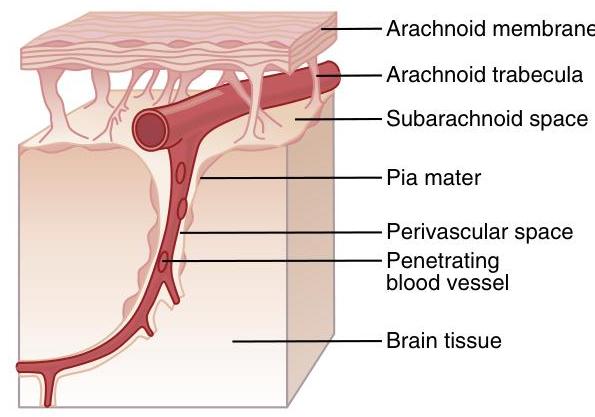 Arachnoid membrane
Arachnoid trabecula
Subarachnoid space
Pia mater
Perivascular space
Penetrating
blood vessel
Brain tissue